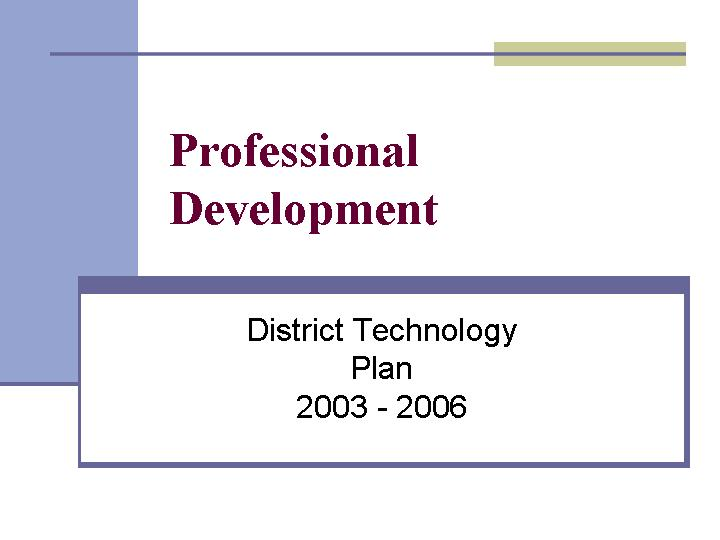 Professional
Development
District Technology
Plan
2003 - 2006